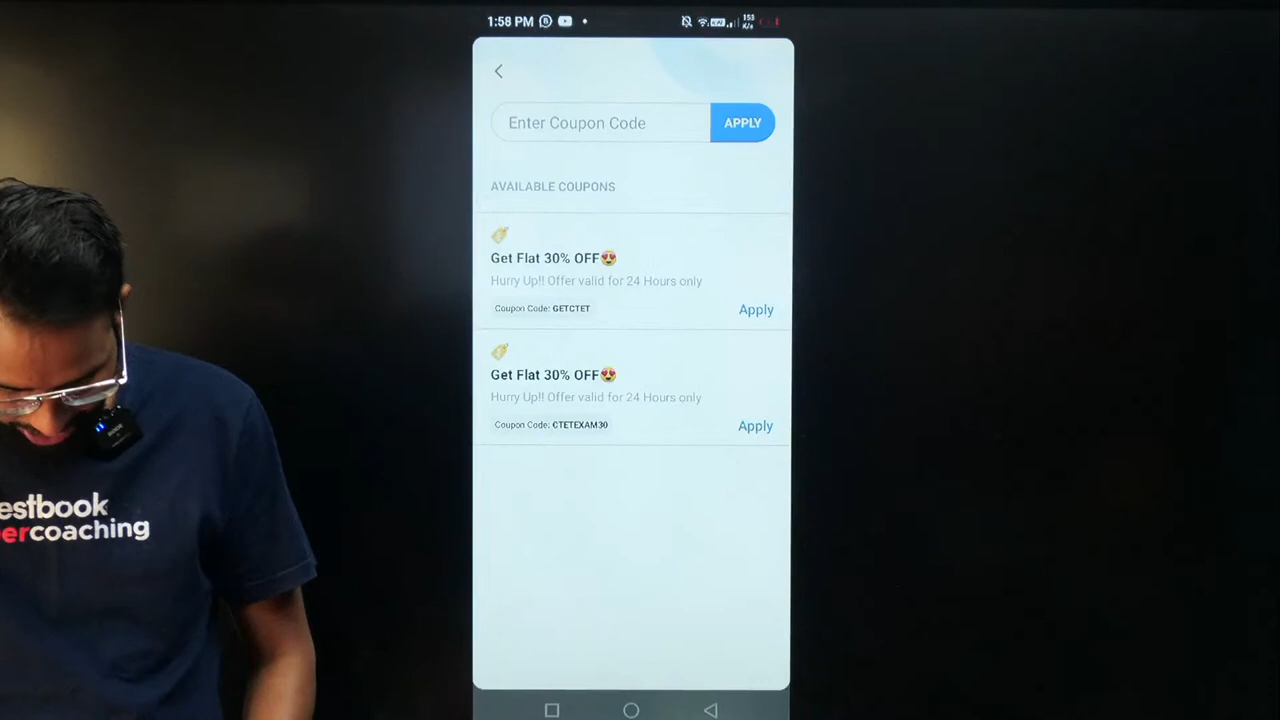 1:58 PM
153
K/s
Enter Coupon Code
APPLY
AVAILABLE COUPONS
Get Flat 30% OFF😍
Hurry Up!! Offer valid for 24 Hours only
Coupon Code: GETCTET
Apply
Get Flat 30% OFF😍
Hurry Up!! Offer valid for 24 Hours only
Coupon Code: CTETEXAM30
Apply
estbook
ercoaching